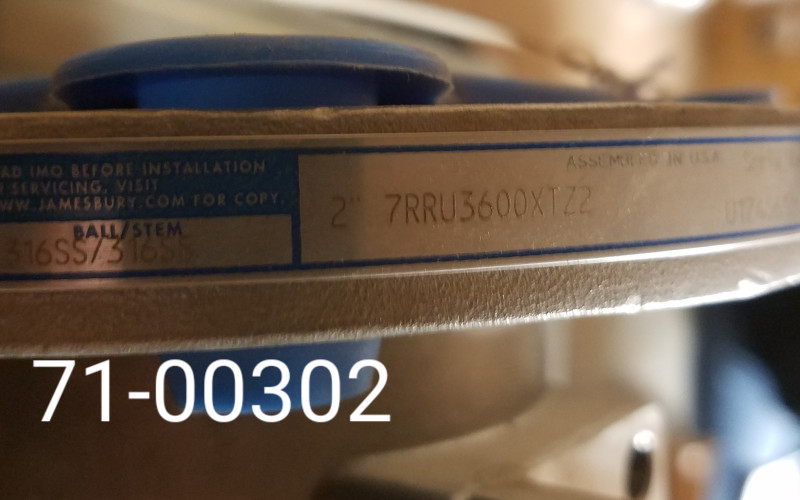 AD IMO BEFORE INSTALLATION
SERVICING, VISIT
WWW.JAMESBURY.COM FOR COPY.
BALL/STEM
316SS/316SS
ASSEMBLED IN U.S.A.
2" 7RRU3600XTZ2
71-00302